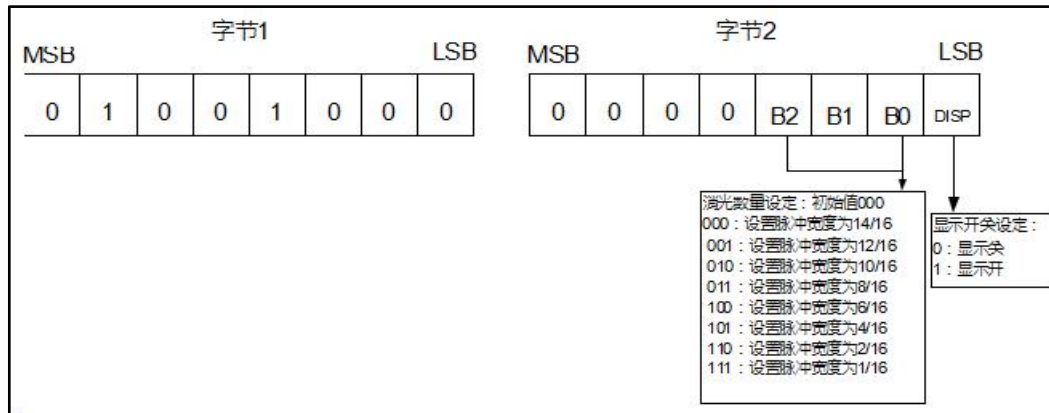 字节1
字节2
MSB
LSB
MSB
LSB
0 1 0 0 1 0 0 0
0 0 0 0 B2 B1 B0 DISP
消光数量设定：初始值000
000：设置脉冲宽度为14/16
001：设置脉冲宽度为12/16
010：设置脉冲宽度为10/16
011：设置脉冲宽度为8/16
100：设置脉冲宽度为6/16
101：设置脉冲宽度为4/16
110：设置脉冲宽度为2/16
111：设置脉冲宽度为1/16
显示开关设定：
0：显示关
1：显示开